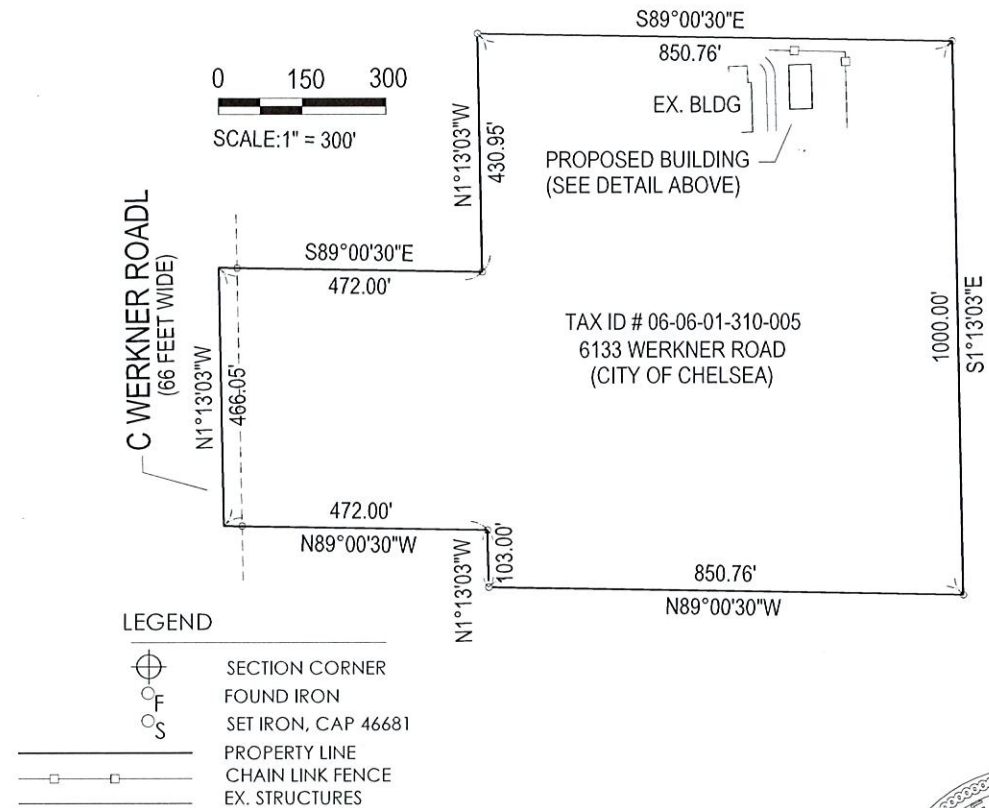 S89°00'30"E
850.76'
0 150 300
SCALE:1" = 300'
EX. BLDG
N1°13'03"W
430.95'
PROPOSED BUILDING
(SEE DETAIL ABOVE)
C WERKNER ROADL
(66 FEET WIDE)
S89°00'30"E
472.00'
N1°13'03"W
466.05'
TAX ID # 06-06-01-310-005
6133 WERKNER ROAD
(CITY OF CHELSEA)
1000.00'
S1°13'03"E
472.00'
N89°00'30"W
N1°13'03"W
103.00'
850.76'
N89°00'30"W
LEGEND
SECTION CORNER
F FOUND IRON
S SET IRON, CAP 46681
PROPERTY LINE
CHAIN LINK FENCE
EX. STRUCTURES